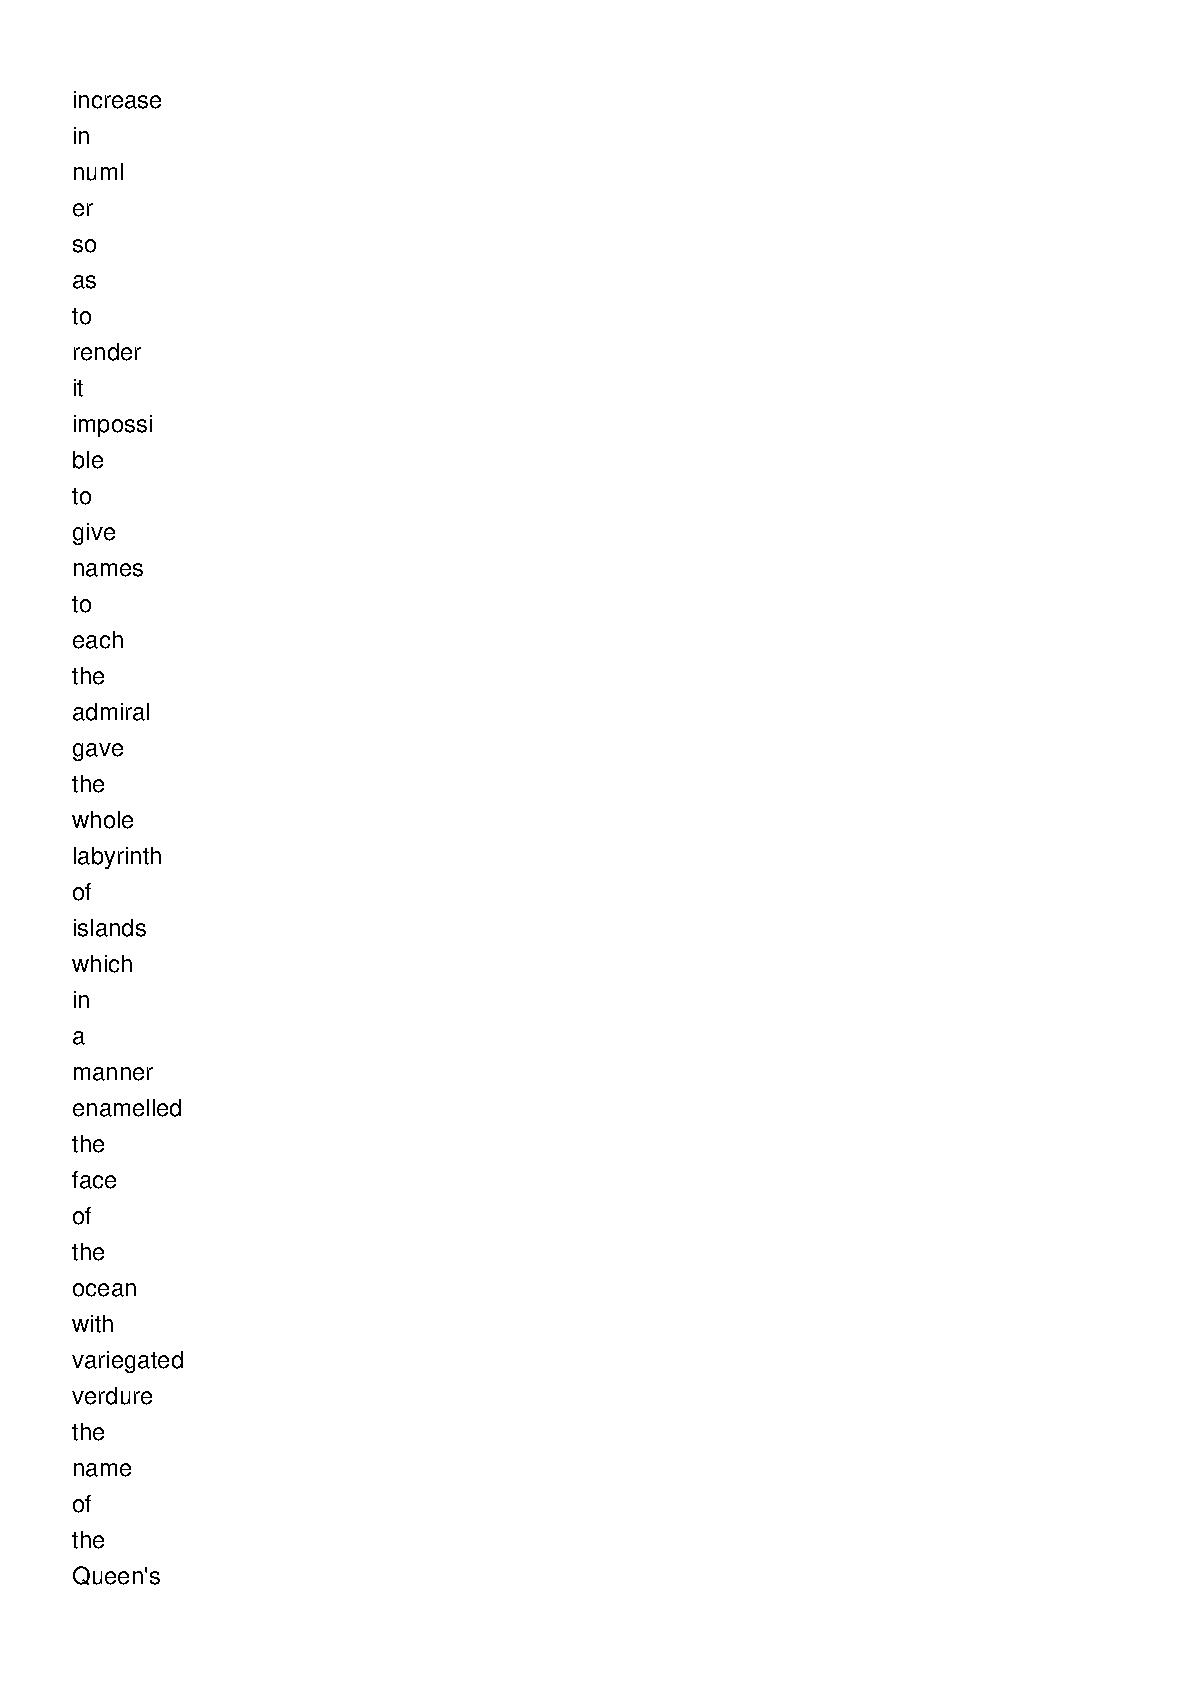 increase
in
numl
er
so
as
to
render
it
impossi
ble
to
give
names
to
each
the
admiral
gave
the
whole
labyrinth
of
islands
which
in
a
manner
enamelled
the
face
of
the
ocean
with
variegated
verdure
the
name
of
the
Queen's